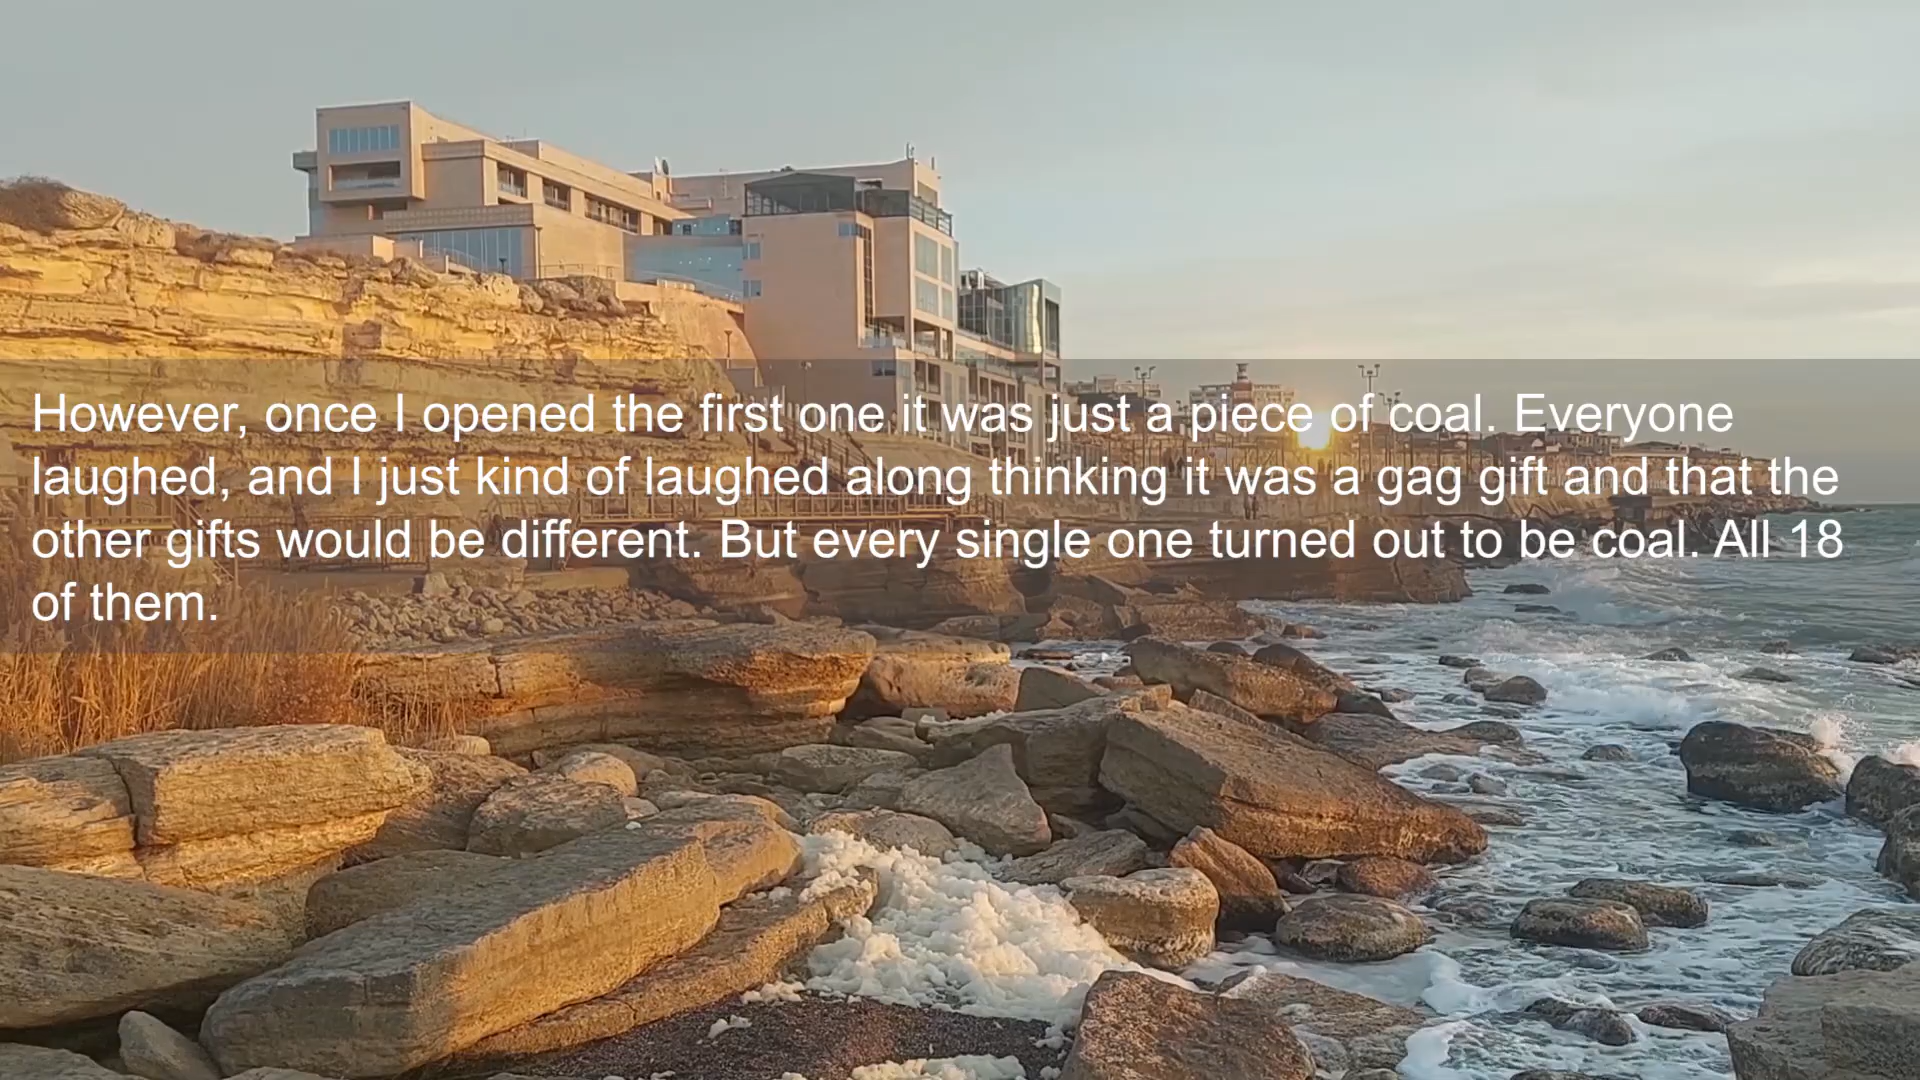 However, once I opened the first one it was just a piece of coal. Everyone
laughed, and I just kind of laughed along thinking it was a gag gift and that the
other gifts would be different. But every single one turned out to be coal. All 18
of them.